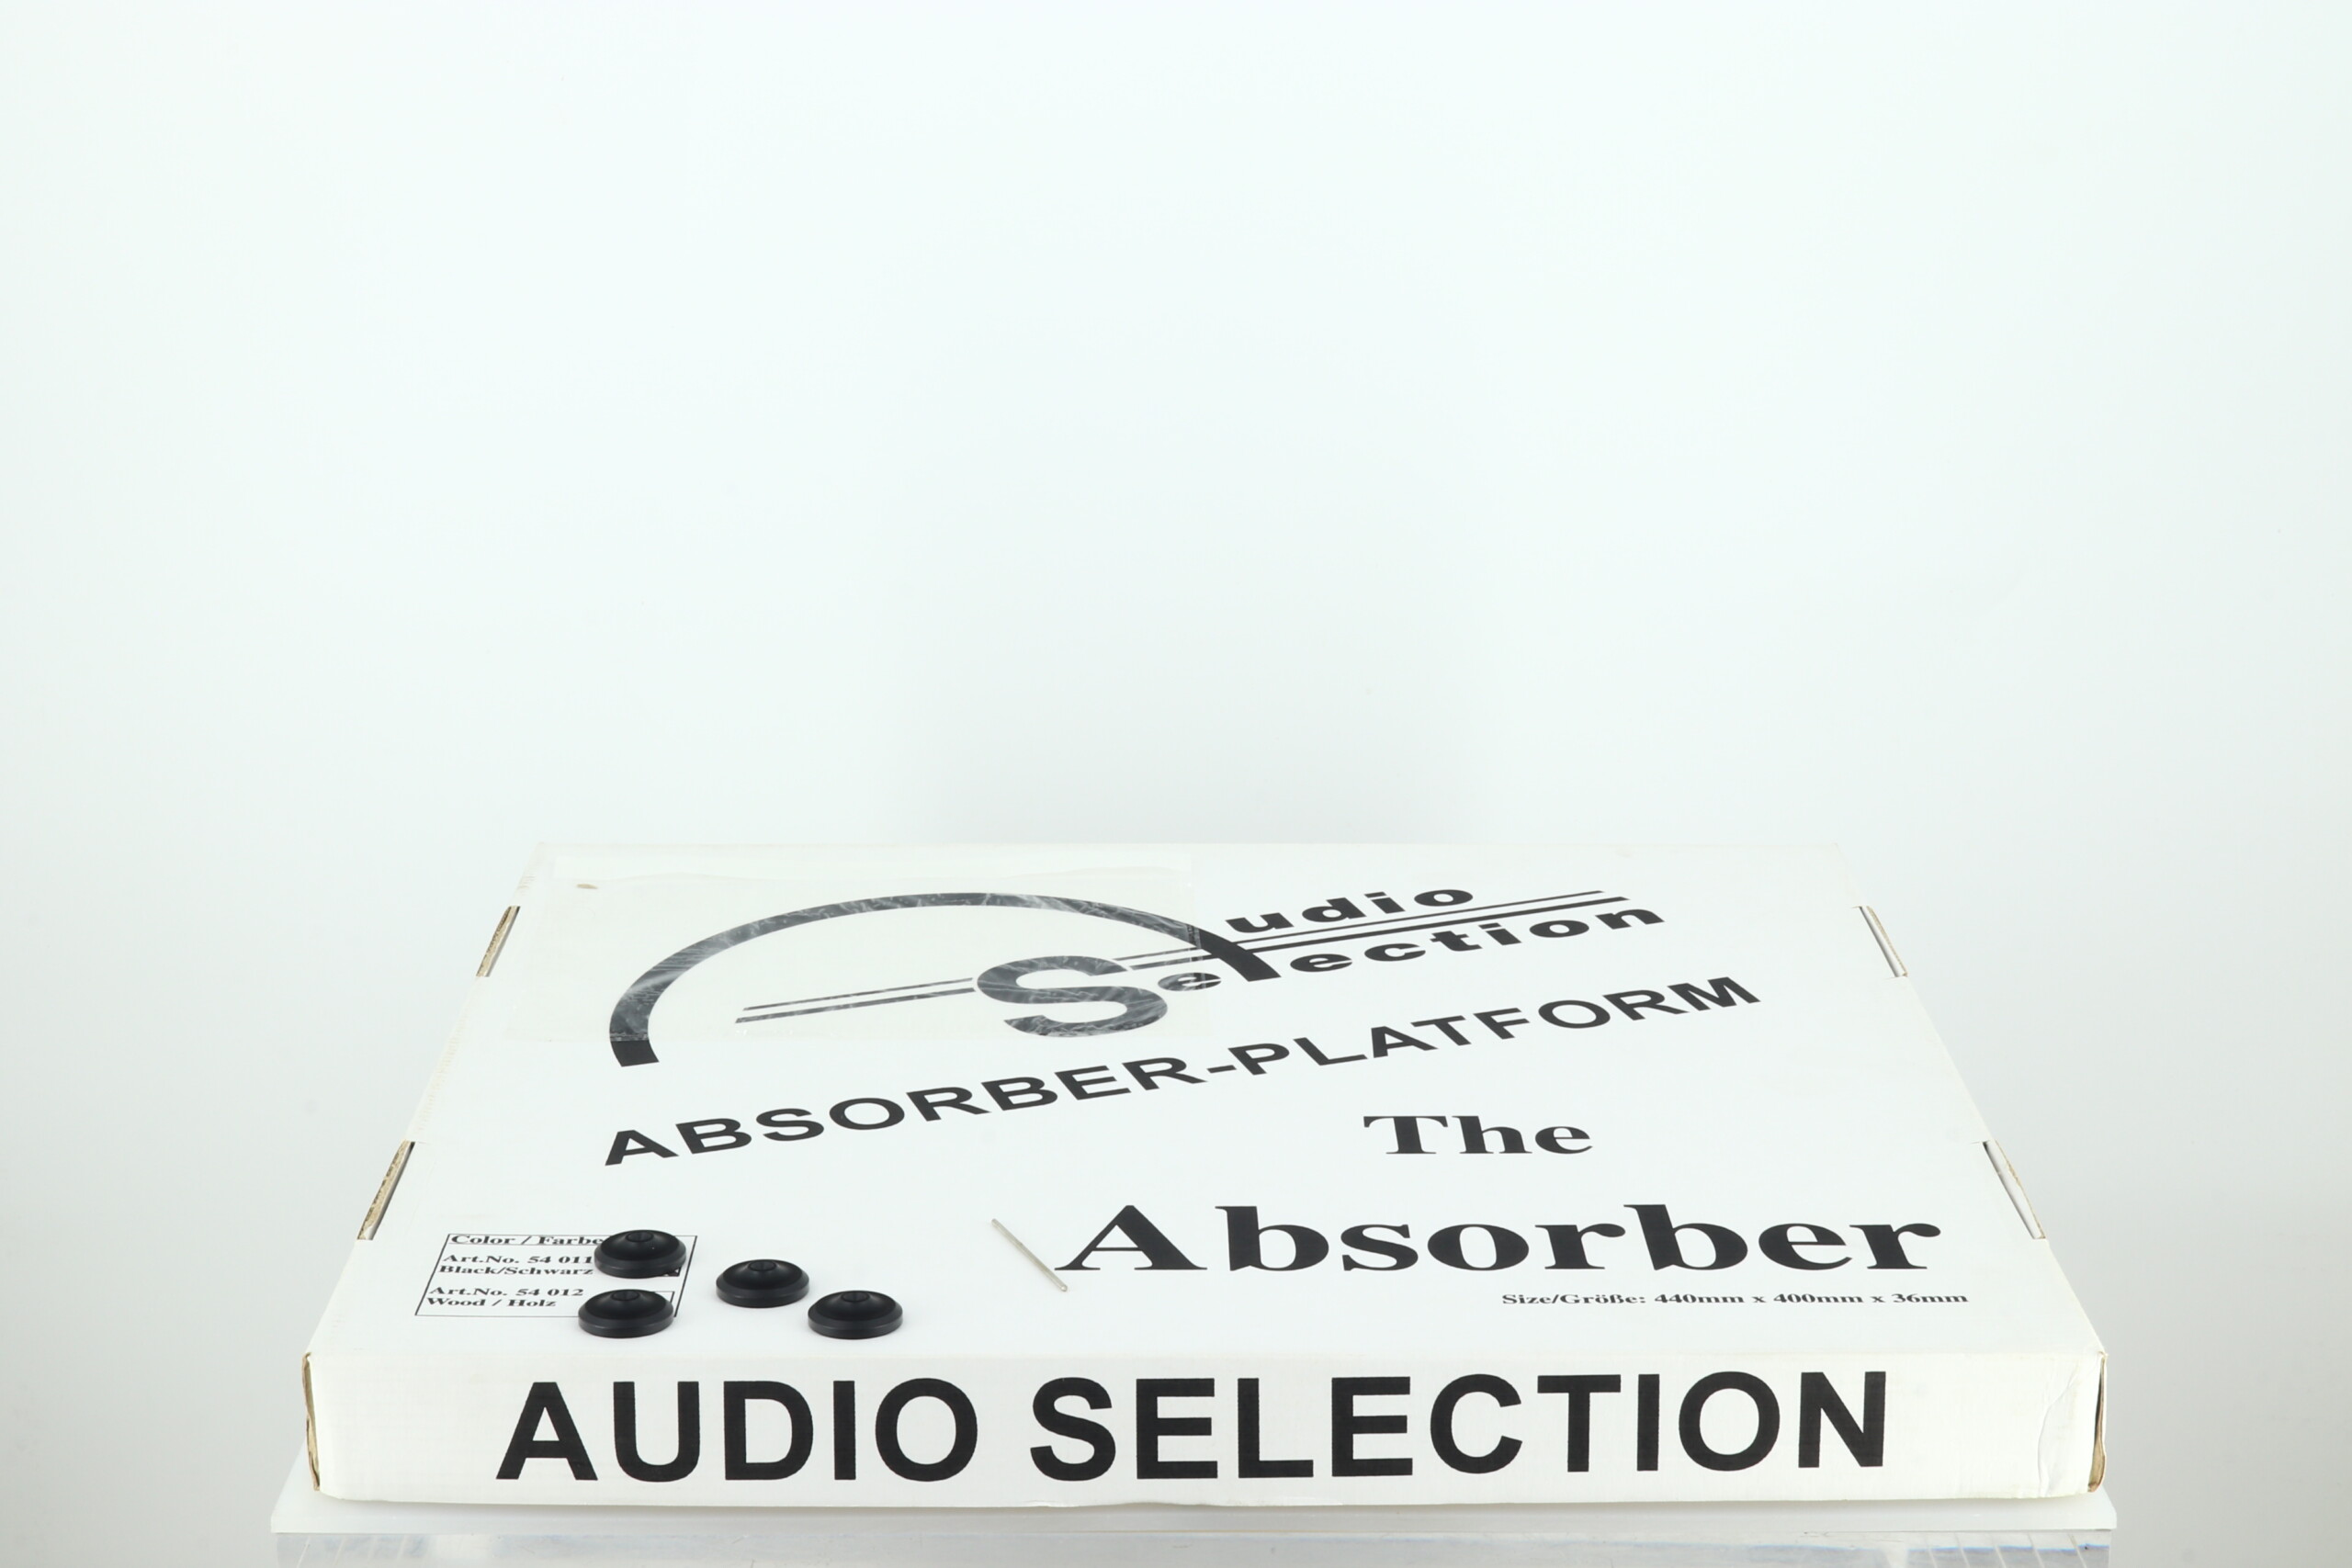 Audio
Selection
ABSORBER-PLATFORM
The
Absorber
Size/Größe: 440mm x 400mm x 36mm
Color / Farbe
Art.No. 54 011
Black/Schwarz
Art.No. 54 012
Wood / Holz
AUDIO SELECTION